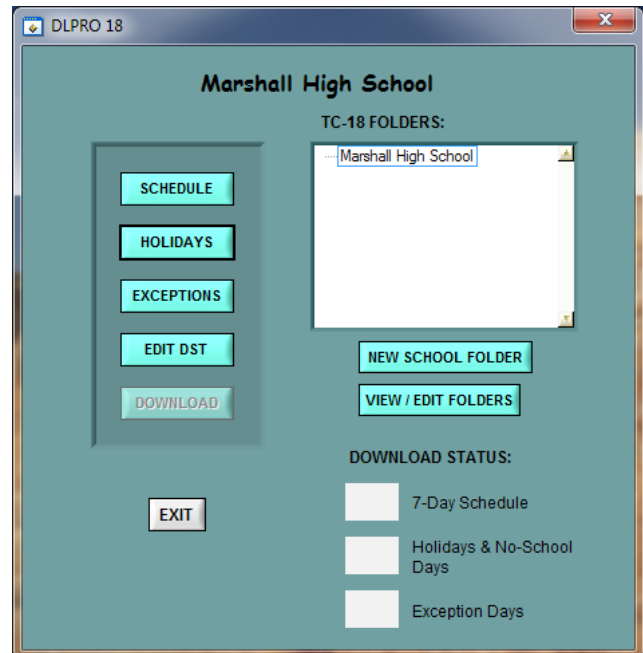 DLPRO 18
Marshall High School
TC-18 FOLDERS:
Marshall High School
SCHEDULE
HOLIDAYS
EXCEPTIONS
EDIT DST
DOWNLOAD
NEW SCHOOL FOLDER
VIEW / EDIT FOLDERS
EXIT
DOWNLOAD STATUS:
7-Day Schedule
Holidays & No-School
Days
Exception Days